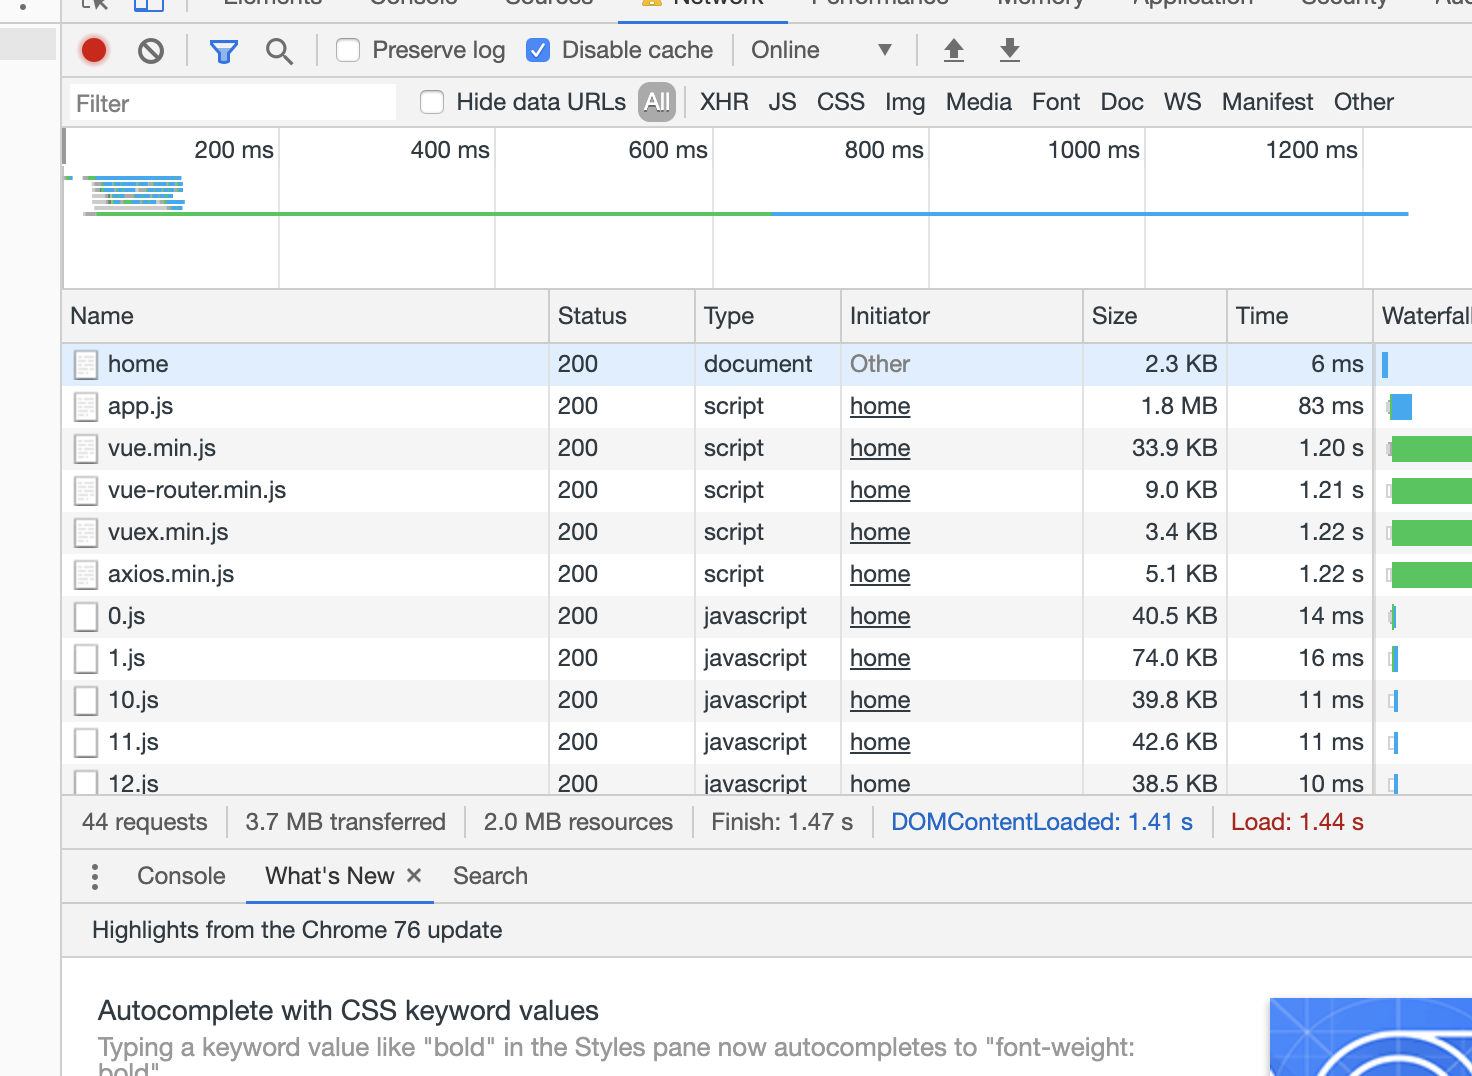 Elements Console Sources Network Performance Memory Application Security
Preserve log Disable cache Online
Filter Hide data URLs All XHR JS CSS Img Media Font Doc WS Manifest Other
200 ms 400 ms 600 ms 800 ms 1000 ms 1200 ms
Name Status Type Initiator Size Time Waterfall
home 200 document Other 2.3 KB 6 ms
app.js 200 script home 1.8 MB 83 ms
vue.min.js 200 script home 33.9 KB 1.20 s
vue-router.min.js 200 script home 9.0 KB 1.21 s
vuex.min.js 200 script home 3.4 KB 1.22 s
axios.min.js 200 script home 5.1 KB 1.22 s
0.js 200 javascript home 40.5 KB 14 ms
1.js 200 javascript home 74.0 KB 16 ms
10.js 200 javascript home 39.8 KB 11 ms
11.js 200 javascript home 42.6 KB 11 ms
12.js 200 javascript home 38.5 KB 10 ms
44 requests 3.7 MB transferred 2.0 MB resources Finish: 1.47 s DOMContentLoaded: 1.41 s Load: 1.44 s
Console What's New × Search
Highlights from the Chrome 76 update
Autocomplete with CSS keyword values
Typing a keyword value like "bold" in the Styles pane now autocompletes to "font-weight:
bold"